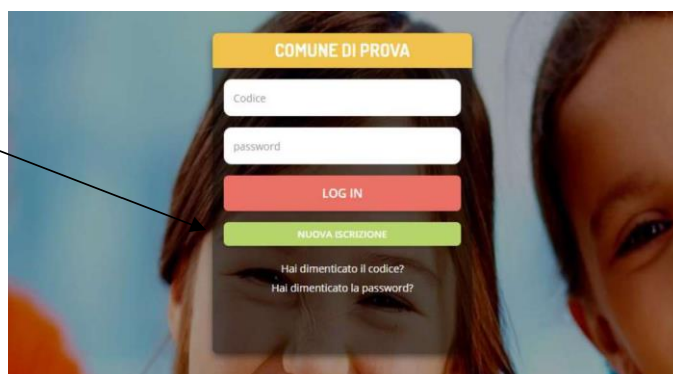 COMUNE DI PROVA
Codice
password
LOG IN
NUOVA ISCRIZIONE
Hai dimenticato il codice?
Hai dimenticato la password?